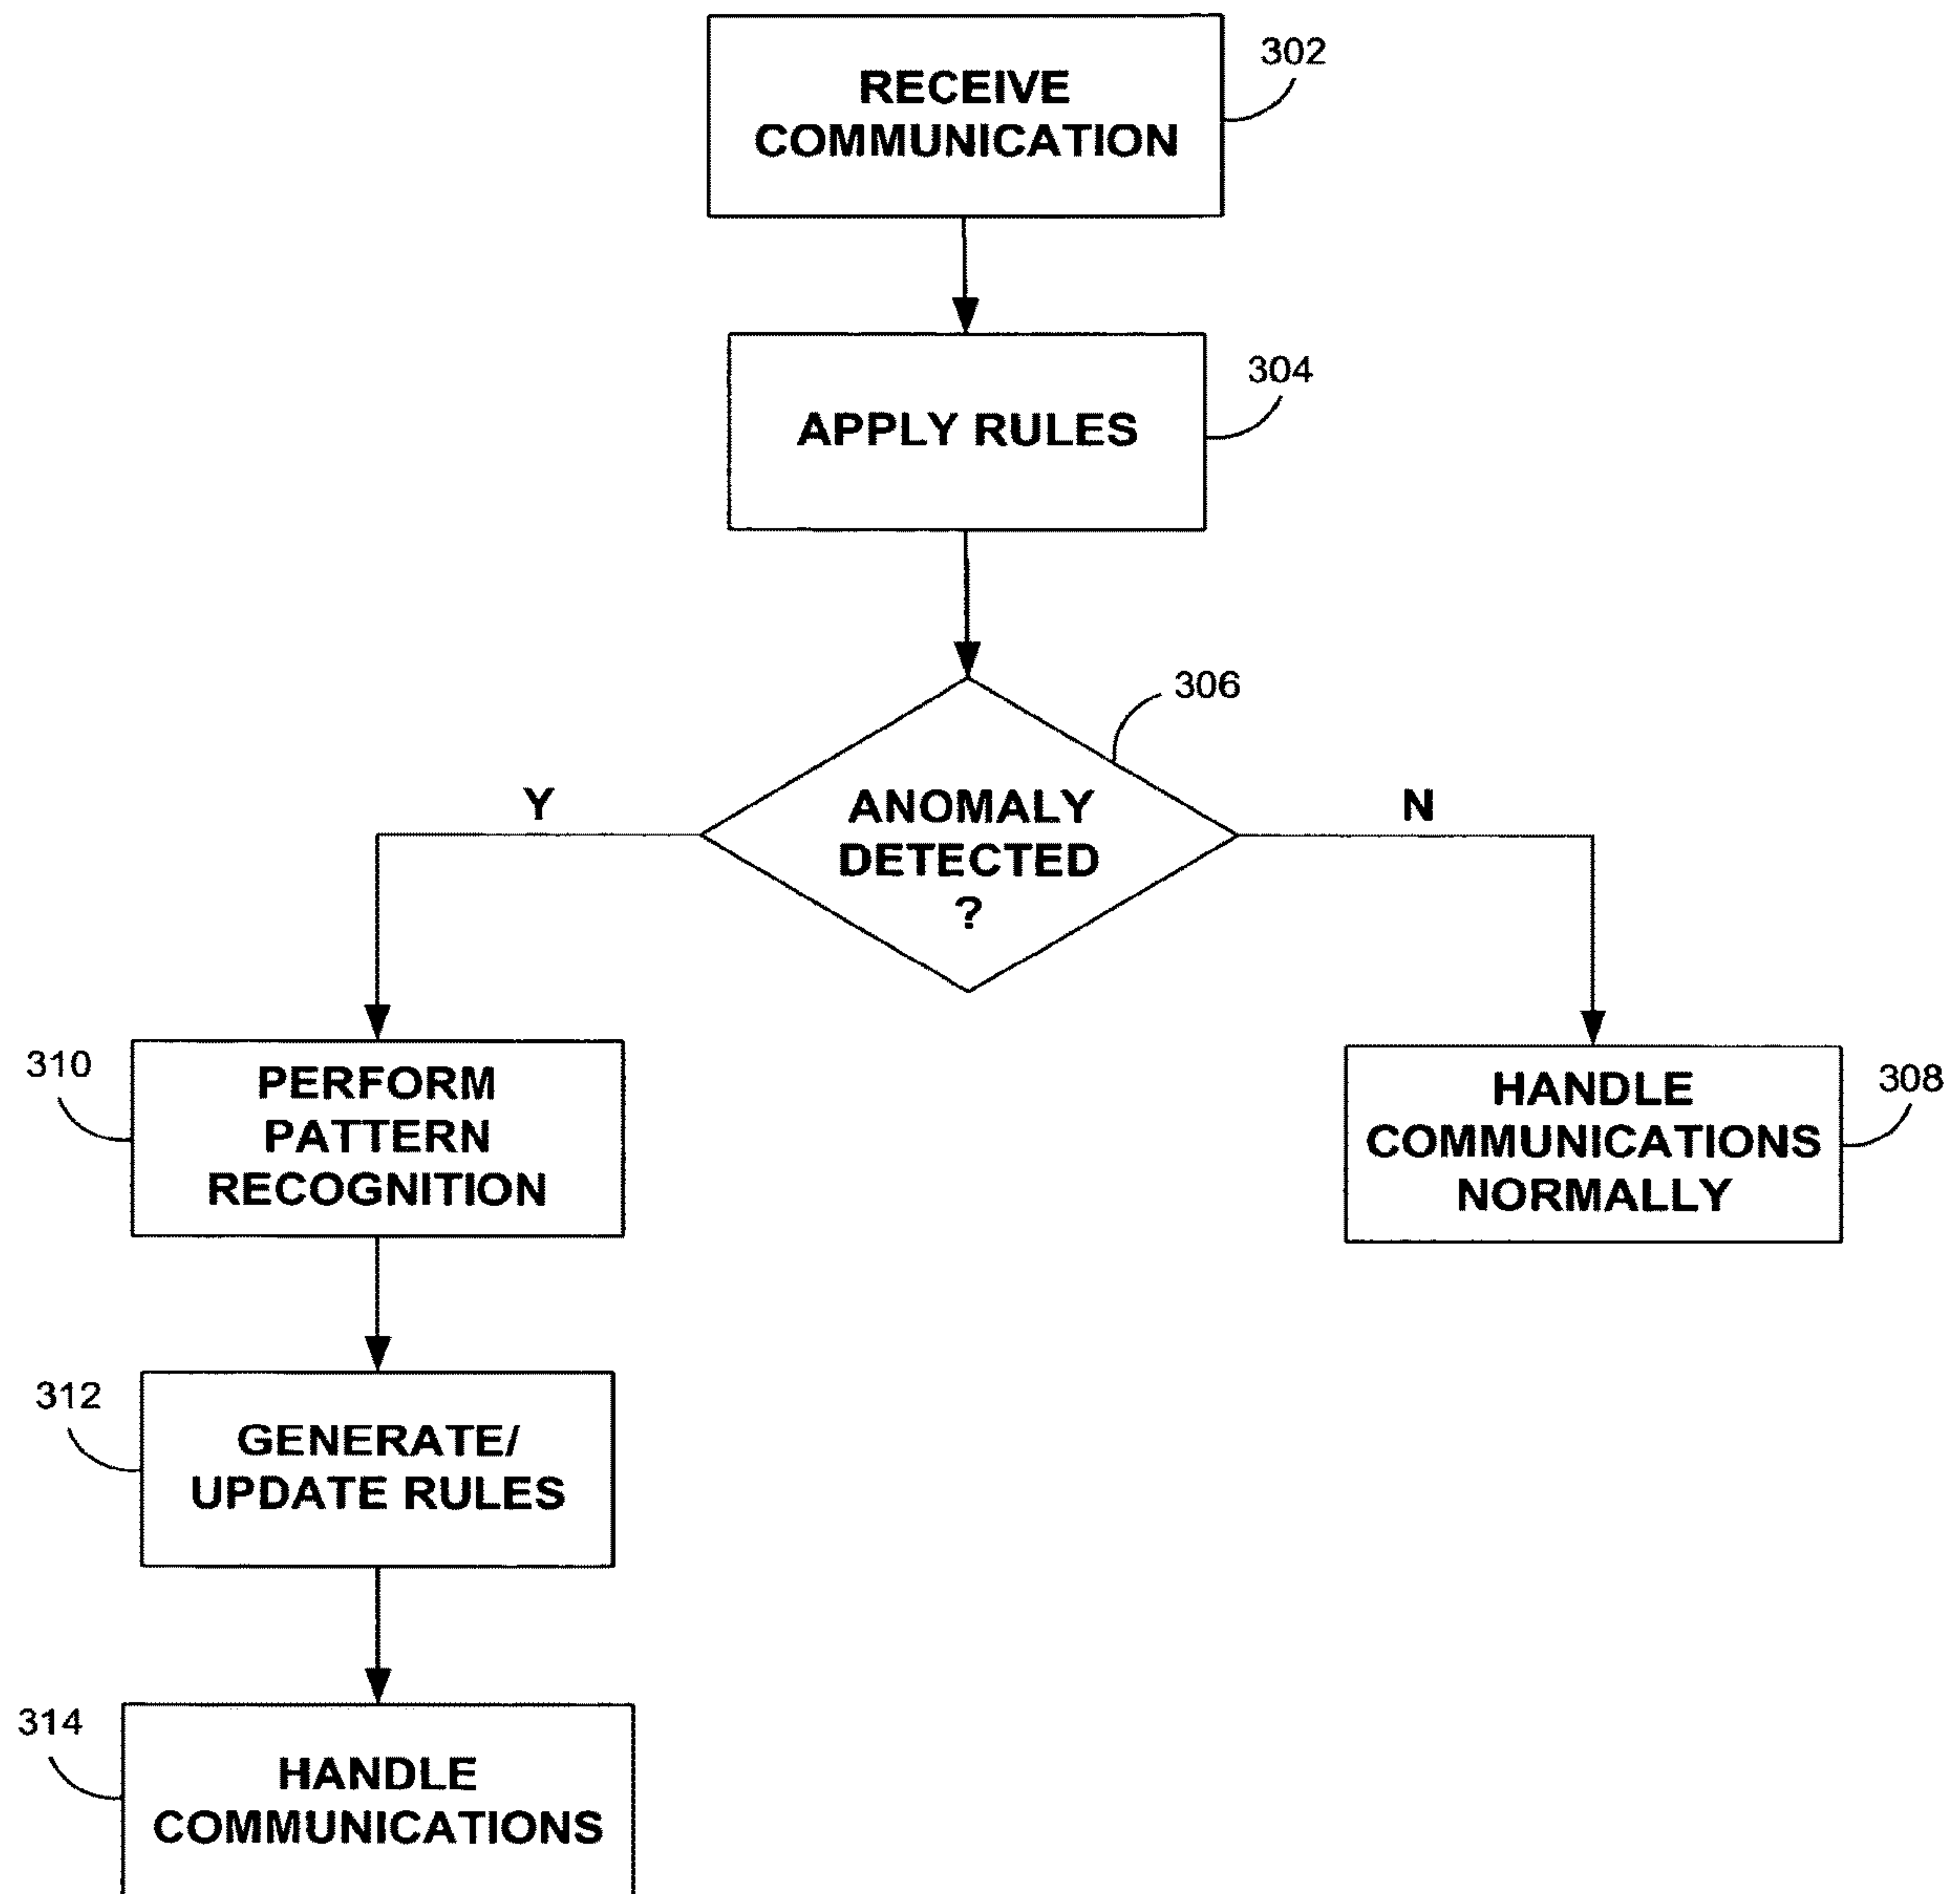 RECEIVE
COMMUNICATION
302
APPLY RULES
304
306
ANOMALY
DETECTED
?
Y
N
310
PERFORM
PATTERN
RECOGNITION
HANDLE
COMMUNICATIONS
NORMALLY
308
312
GENERATE/
UPDATE RULES
314
HANDLE
COMMUNICATIONS